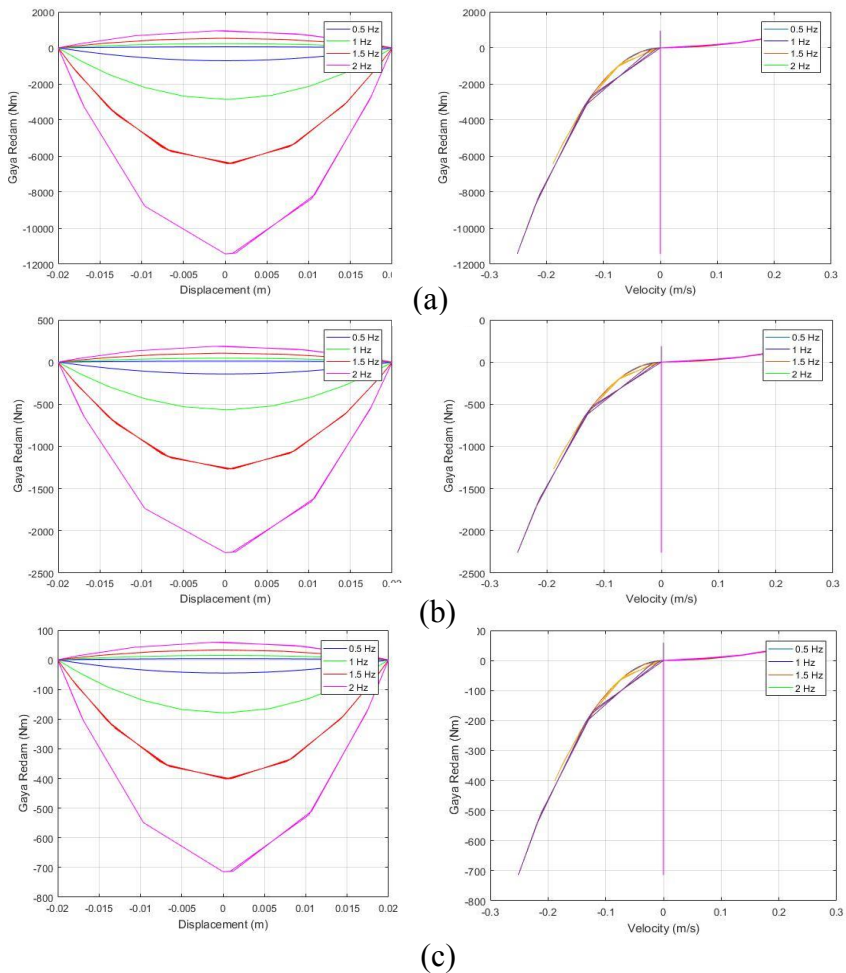 2000
0
-2000
-4000
-6000
-8000
-10000
-12000
Gaya Redam (Nm)
0.5 Hz
1 Hz
1.5 Hz
2 Hz
-0.02 -0.015 -0.01 -0.005 0 0.005 0.01 0.015
Displacement (m)
2000
0
-2000
-4000
-6000
-8000
-10000
-12000
Gaya Redam (Nm)
0.5 Hz
1 Hz
1.5 Hz
2 Hz
-0.3 -0.2 -0.1 0 0.1 0.2 0.3
Velocity (m/s)
(a)
500
0
-500
-1000
-1500
-2000
-2500
Gaya Redam (Nm)
0.5 Hz
1 Hz
1.5 Hz
2 Hz
-0.02 -0.015 -0.01 -0.005 0 0.005 0.01 0.015
Displacement (m)
0
0
-500
-1000
-1500
-2000
-2500
Gaya Redam (Nm)
0.5 Hz
1 Hz
1.5 Hz
2 Hz
-0.3 -0.2 -0.1 0 0.1 0.2 0.3
Velocity (m/s)
(b)
100
0
-100
-200
-300
-400
-500
-600
-700
-800
Gaya Redam (Nm)
0.5 Hz
1 Hz
1.5 Hz
2 Hz
-0.02 -0.015 -0.01 -0.005 0 0.005 0.01 0.015 0.02
Displacement (m)
00
0
-100
-200
-300
-400
-500
-600
-700
-800
Gaya Redam (Nm)
0.5 Hz
1 Hz
1.5 Hz
2 Hz
-0.3 -0.2 -0.1 0 0.1 0.2 0.3
Velocity (m/s)
(c)